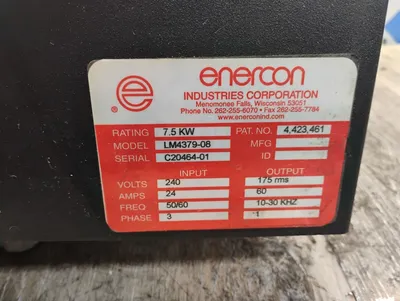 e ®
enercon
INDUSTRIES CORPORATION
Menomonee Falls, Wisconsin 53051
Phone No. 262-255-6070 • Fax 262-255-7784
www.enerconind.com
RATING 7.5 KW PAT. NO. 4,423,461
MODEL LM4379-08 MFG
SERIAL C20464-01 ID
INPUT OUTPUT
VOLTS 240 175 rms
AMPS 24 60
FREQ 50/60 10-30 KHZ
PHASE 3 1